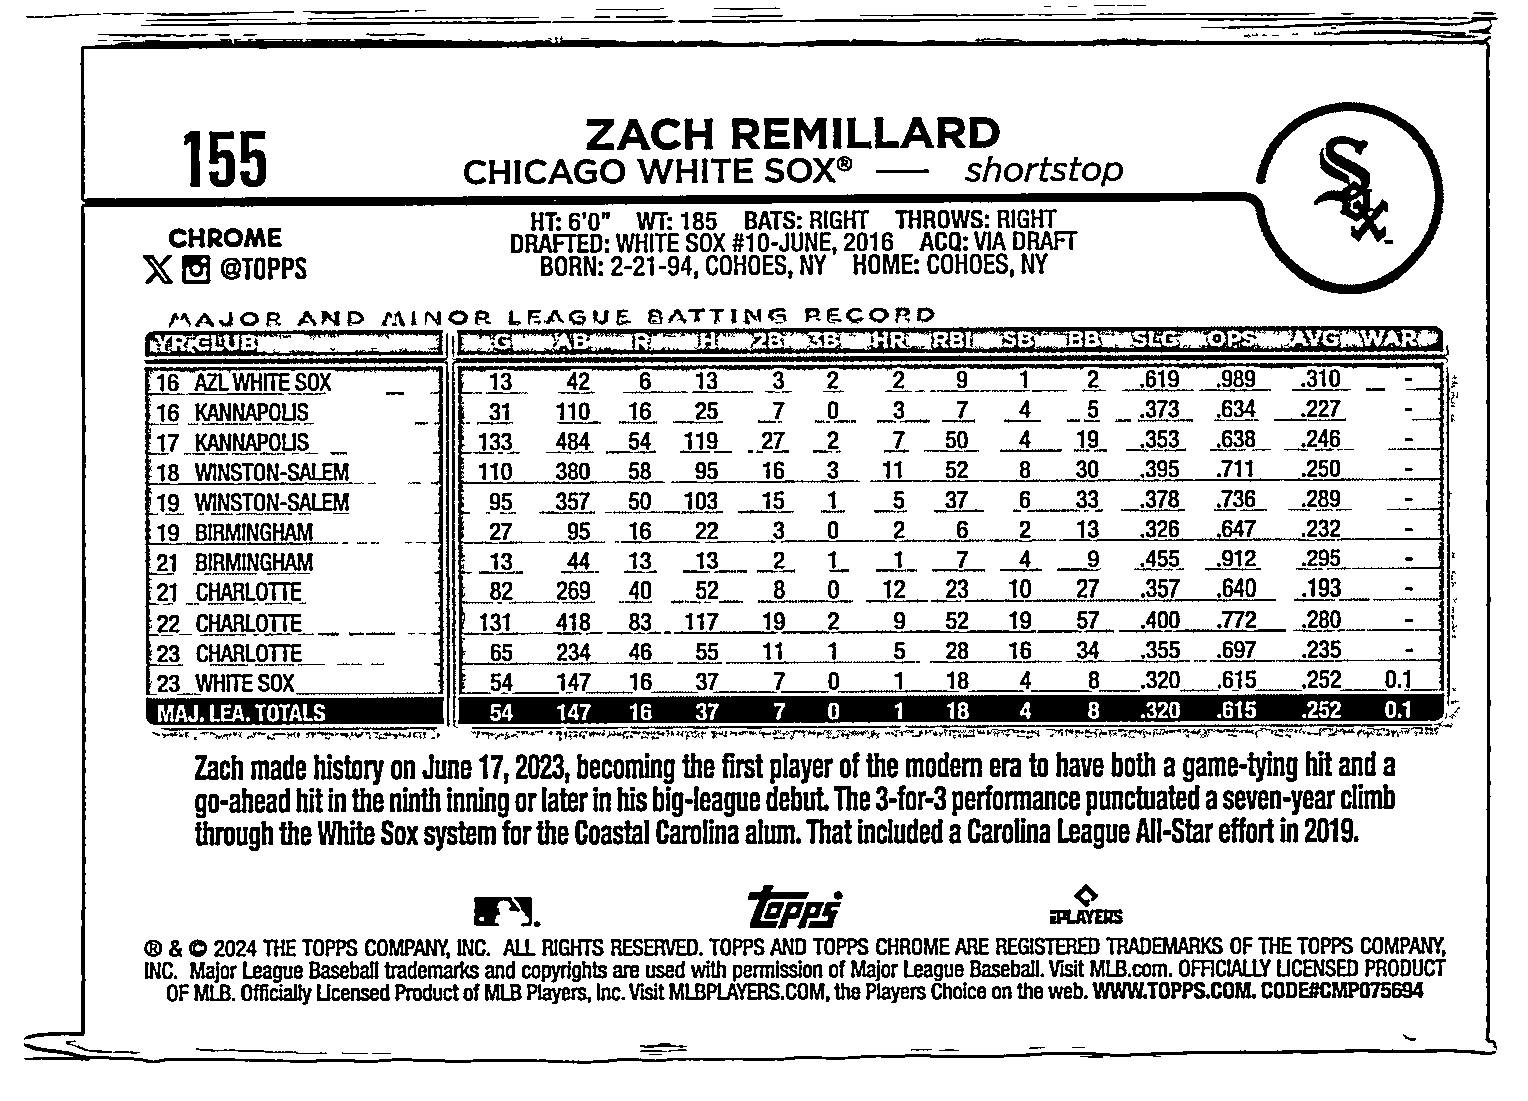 155
ZACH REMILLARD
CHICAGO WHITE SOX® — shortstop
Sox
CHROME
@TOPPS
HT: 6'0" WT: 185 BATS: RIGHT THROWS: RIGHT
DRAFTED: WHITE SOX #10-JUNE, 2016 ACQ: VIA DRAFT
BORN: 2-21-94, COHOES, NY HOME: COHOES, NY
MAJOR AND MINOR LEAGUE BATTING RECORD
YR CLUB G AB R H 2B 3B HR RBI SB BB SLG OPS AVG WAR
16 AZL WHITE SOX 13 42 6 13 3 2 2 9 1 2 .619 .989 .310 -
16 KANNAPOLIS 31 110 16 25 7 0 3 7 4 5 .373 .634 .227 -
17 KANNAPOLIS 133 484 54 119 27 2 7 50 4 19 .353 .638 .246 -
18 WINSTON-SALEM 110 380 58 95 16 3 11 52 8 30 .395 .711 .250 -
19 WINSTON-SALEM 95 357 50 103 15 1 5 37 6 33 .378 .736 .289 -
19 BIRMINGHAM 27 95 16 22 3 0 2 6 2 13 .326 .647 .232 -
21 BIRMINGHAM 13 44 13 13 2 1 1 7 4 9 .455 .912 .295 -
21 CHARLOTTE 82 269 40 52 8 0 12 23 10 27 .357 .640 .193 -
22 CHARLOTTE 131 418 83 117 19 2 9 52 19 57 .400 .772 .280 -
23 CHARLOTTE 65 234 46 55 11 1 5 28 16 34 .355 .697 .235 -
23 WHITE SOX 54 147 16 37 7 0 1 18 4 8 .320 .615 .252 0.1
MAJ. LEA. TOTALS 54 147 16 37 7 0 1 18 4 8 .320 .615 .252 0.1
Zach made history on June 17, 2023, becoming the first player of the modern era to have both a game-tying hit and a
go-ahead hit in the ninth inning or later in his big-league debut. The 3-for-3 performance punctuated a seven-year climb
through the White Sox system for the Coastal Carolina alum. That included a Carolina League All-Star effort in 2019.
Topps
PLAYERS
® & © 2024 THE TOPPS COMPANY, INC. ALL RIGHTS RESERVED. TOPPS AND TOPPS CHROME ARE REGISTERED TRADEMARKS OF THE TOPPS COMPANY,
INC. Major League Baseball trademarks and copyrights are used with permission of Major League Baseball. Visit MLB.com. OFFICIALLY LICENSED PRODUCT
OF MLB. Officially Licensed Product of MLB Players, Inc. Visit MLBPLAYERS.COM, the Players Choice on the web. WWW.TOPPS.COM. CODE#CMP075694